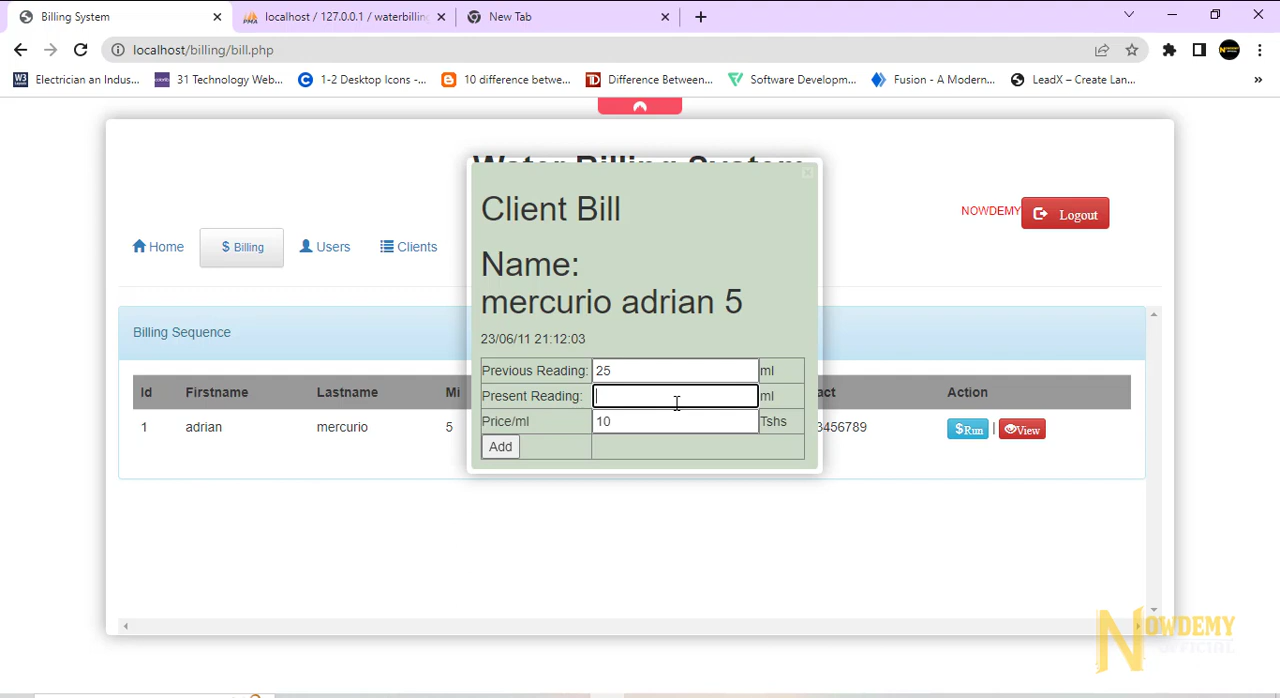 Billing System
localhost / 127.0.0.1 / waterbilling
New Tab
localhost/billing/bill.php
Electrician an Indus...
31 Technology Web...
1-2 Desktop Icons -...
10 difference betwe...
Difference Between...
Software Developm...
Fusion - A Modern...
LeadX – Create Lan...
»
Water Billing System
NOWDEMY Logout
Home $ Billing Users Clients
Client Bill
Name:
mercurio adrian 5
23/06/11 21:12:03
Previous Reading: 25 ml
Present Reading: ml
Price/ml 10 Tshs
Add
Billing Sequence
Id Firstname Lastname Mi Action
1 adrian mercurio 5 3456789 $Run | View
NOWDEMY
OFFICIAL